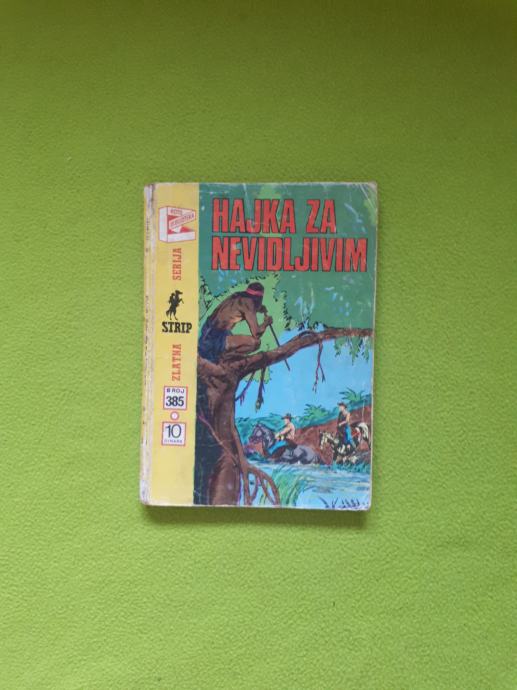 HAJKA ZA
NEVIDLJIVIM
ZLATNA SERIJA
STRIP
BROJ
385
10
DINARA